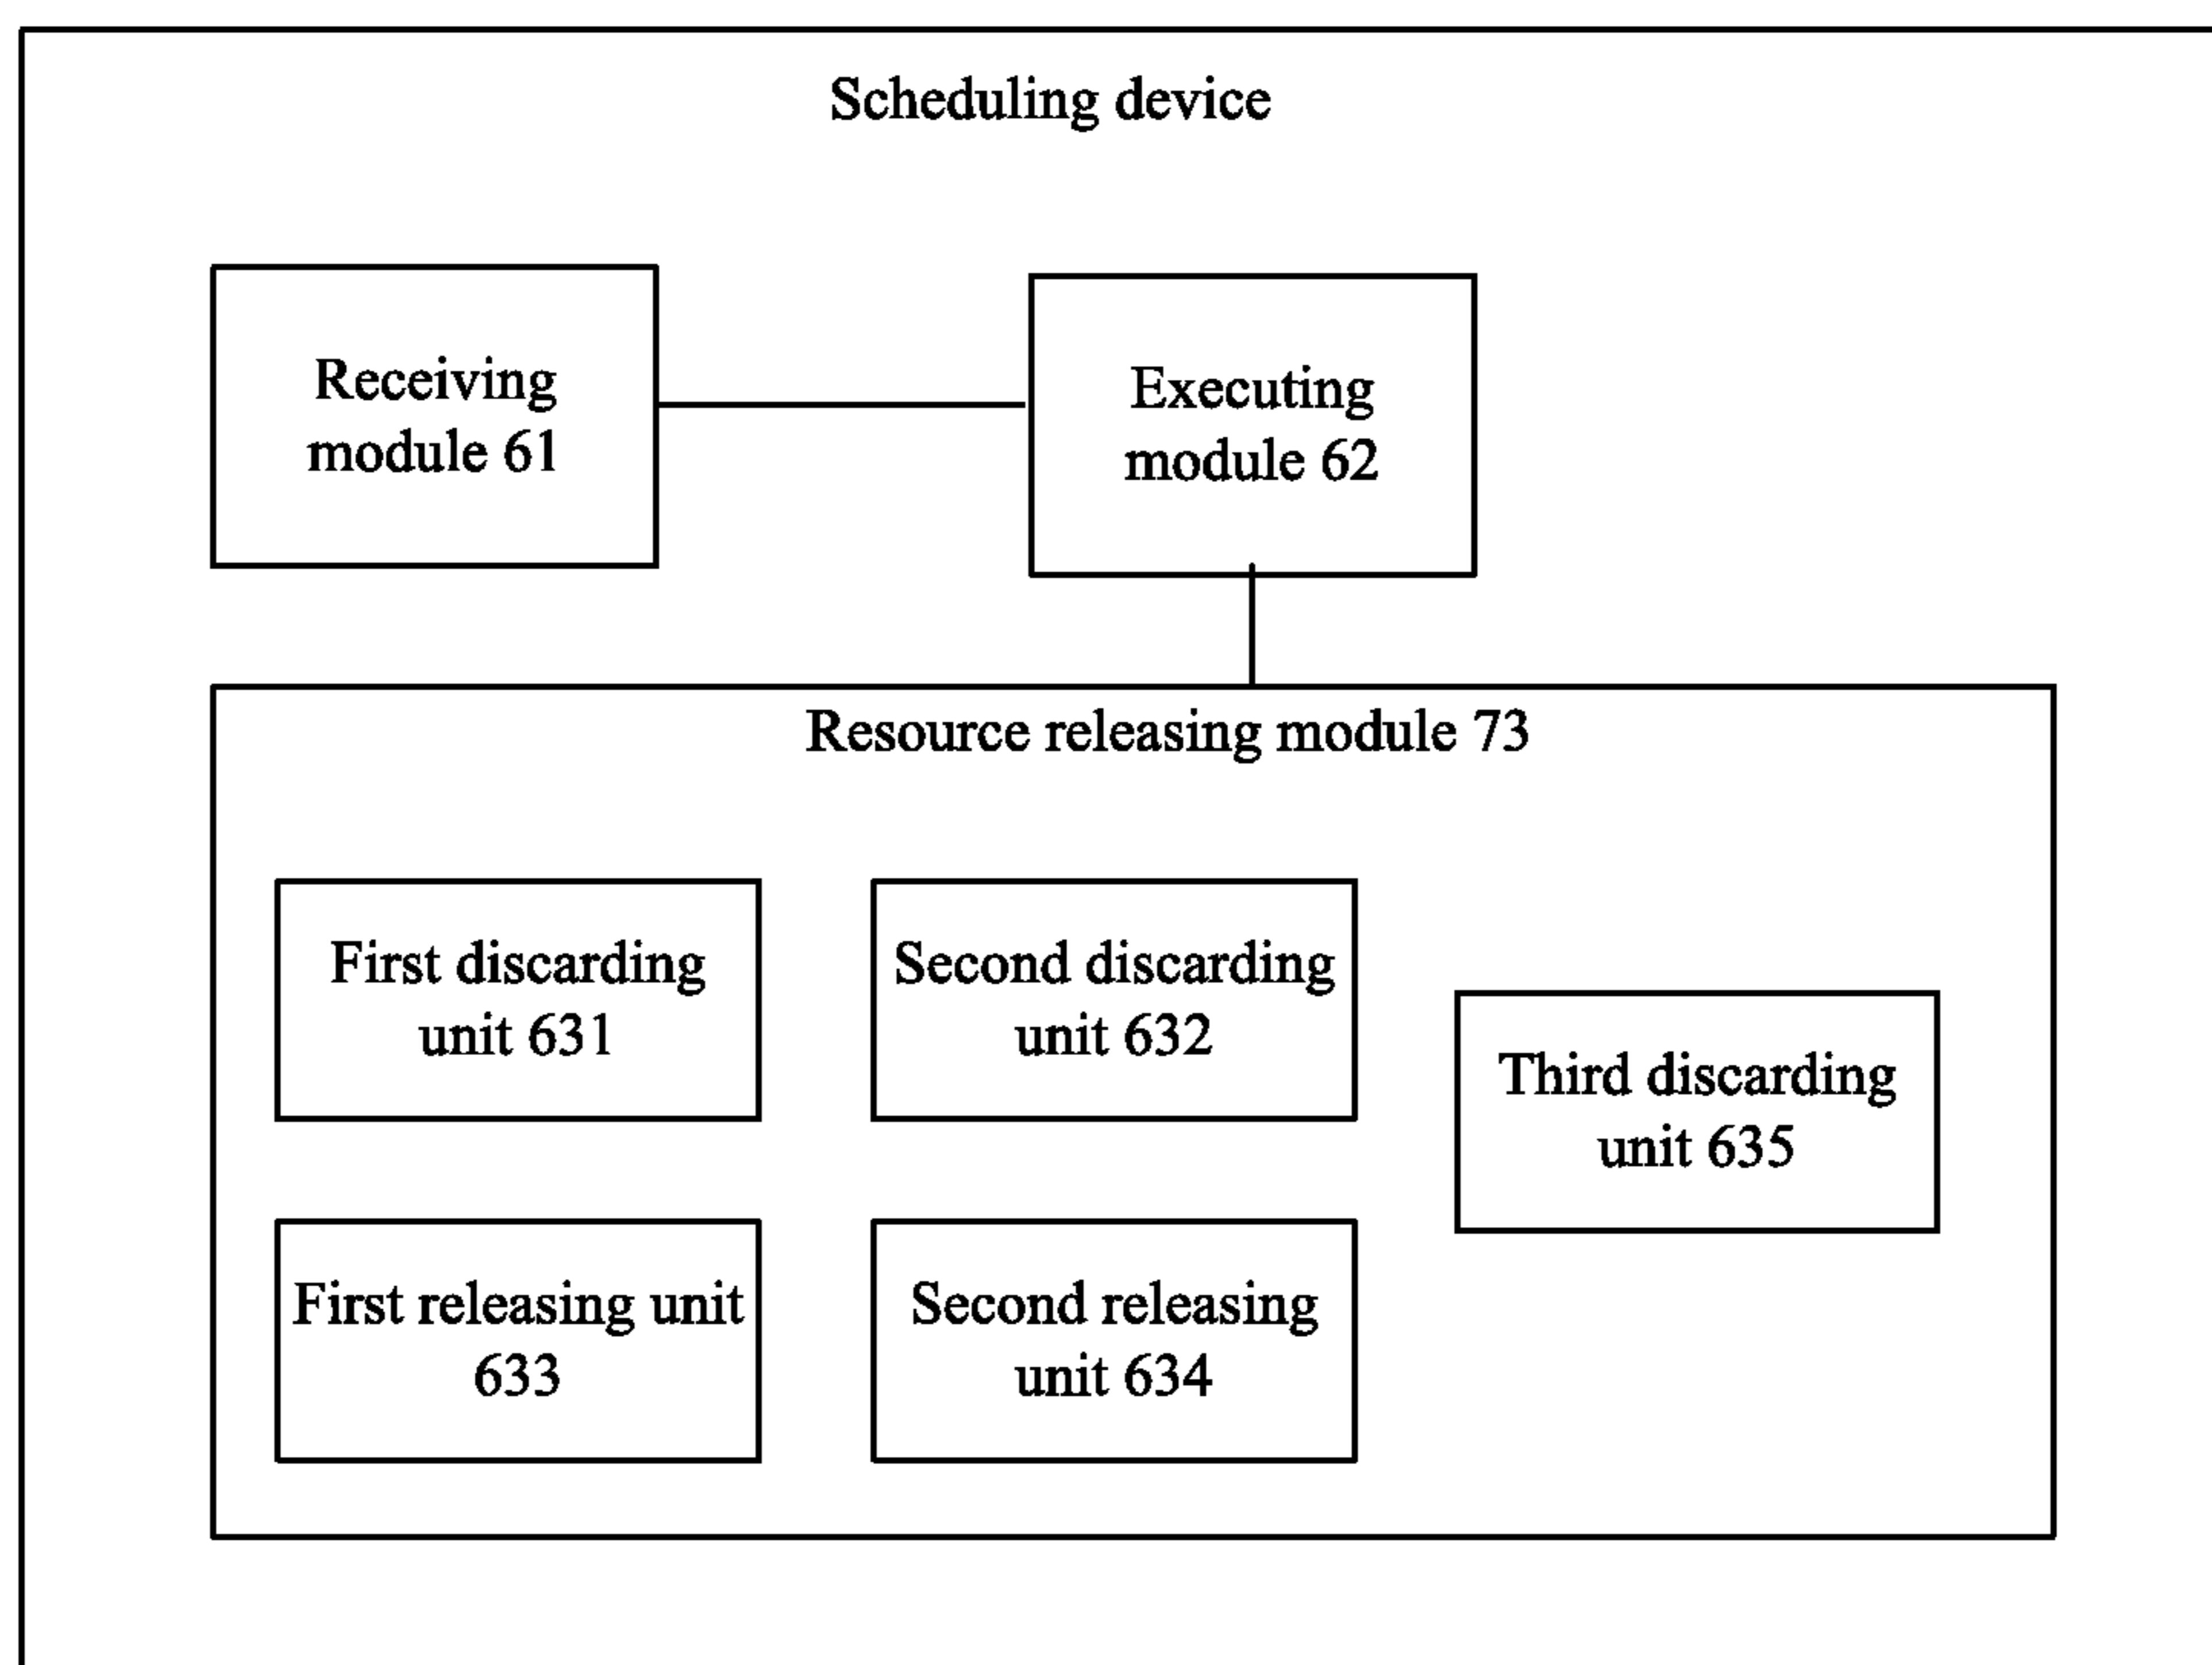 Scheduling device
Receiving
module 61
Executing
module 62
Resource releasing module 73
First discarding
unit 631
Second discarding
unit 632
Third discarding
unit 635
First releasing unit
633
Second releasing
unit 634